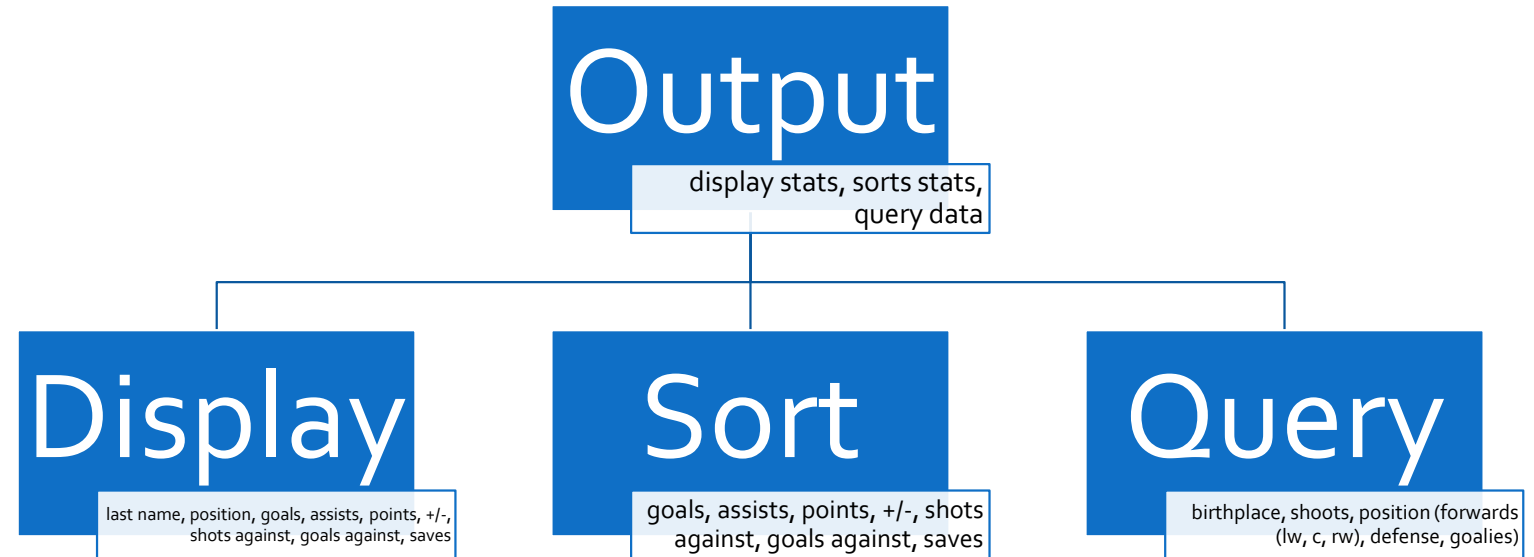 Output
display stats, sorts stats,
query data
Display
last name, position, goals, assists, points, +/-,
shots against, goals against, saves
Sort
goals, assists, points, +/-, shots
against, goals against, saves
Query
birthplace, shoots, position (forwards
(lw, c, rw), defense, goalies)